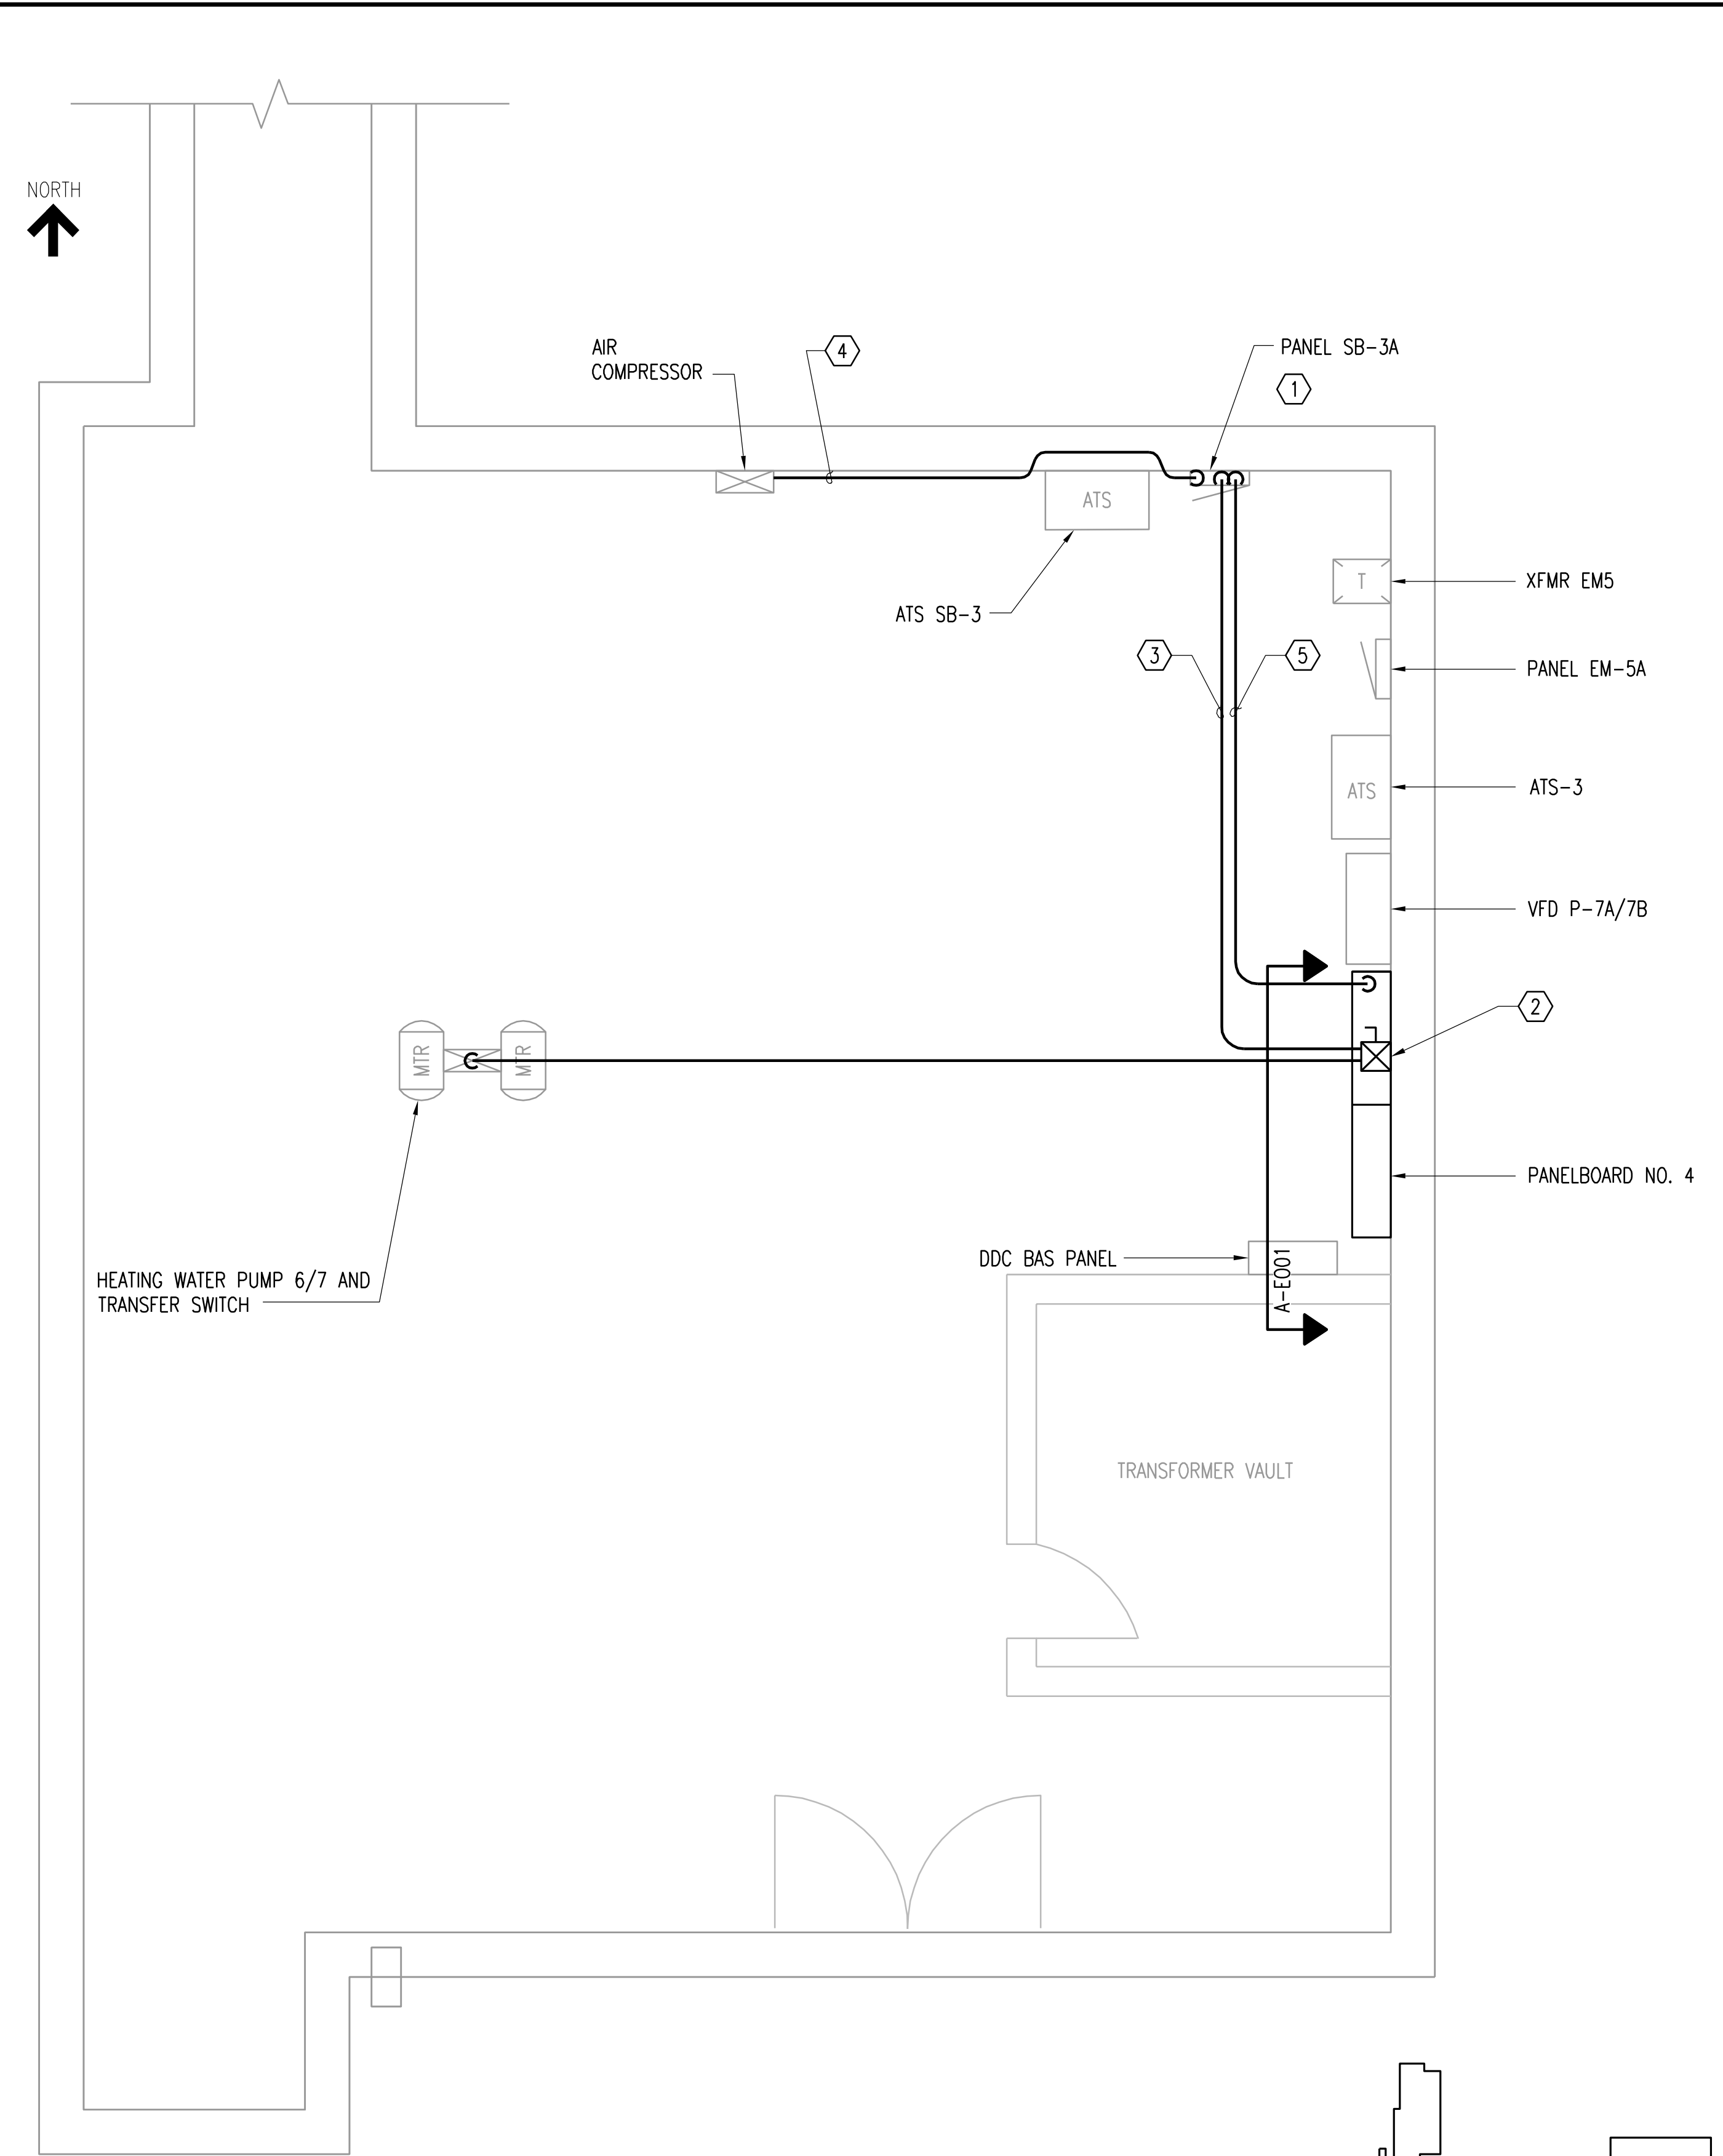 NORTH
AIR
COMPRESSOR
4
PANEL SB-3A
1
ATS
ATS SB-3
T
XFMR EM5
3
5
PANEL EM-5A
ATS
ATS-3
VFD P-7A/7B
2
MTR
MTR
PANELBOARD NO. 4
DDC BAS PANEL
A-E001
HEATING WATER PUMP 6/7 AND
TRANSFER SWITCH
TRANSFORMER VAULT